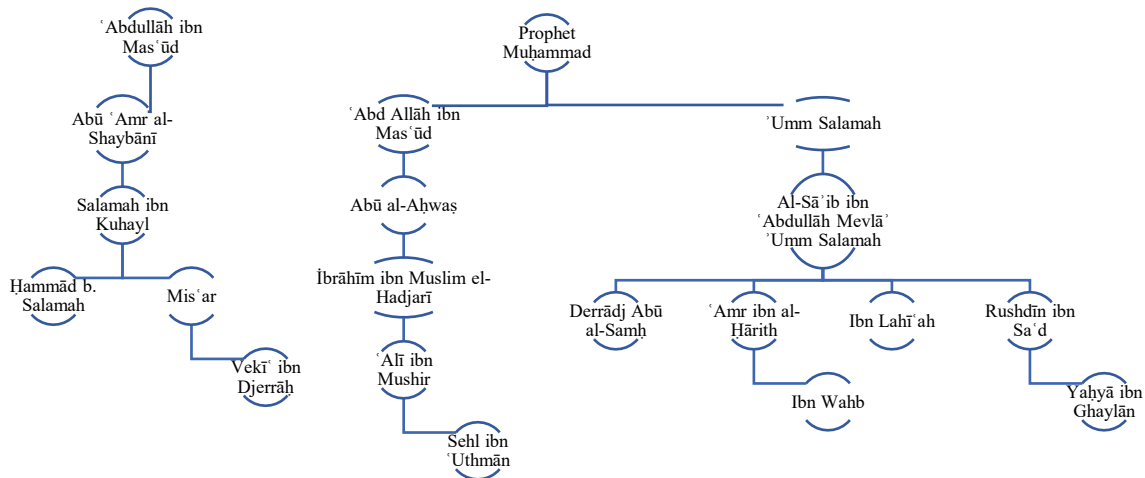 ʿAbdullāh ibn
Masʿūd
Abū ʿAmr al-
Shaybānī
Salamah ibn
Kuhayl
Ḥammād b.
Salamah
Misʿar
Vekīʿ ibn
Djerrāḥ
Prophet
Muḥammad
ʿAbd Allāh ibn
Masʿūd
Abū al-Aḥwaṣ
İbrāhīm ibn Muslim el-
Hadjarī
ʿAlī ibn
Mushir
Sehl ibn
ʿUthmān
ʾUmm Salamah
Al-Sāʾib ibn
ʿAbdullāh Mevlāʾ
ʾUmm Salamah
Derrādj Abū
al-Samḥ
ʿAmr ibn al-
Ḥārith
Ibn Wahb
Ibn Lahīʿah
Rushdīn ibn
Saʿd
Yaḥyā ibn
Ghaylān